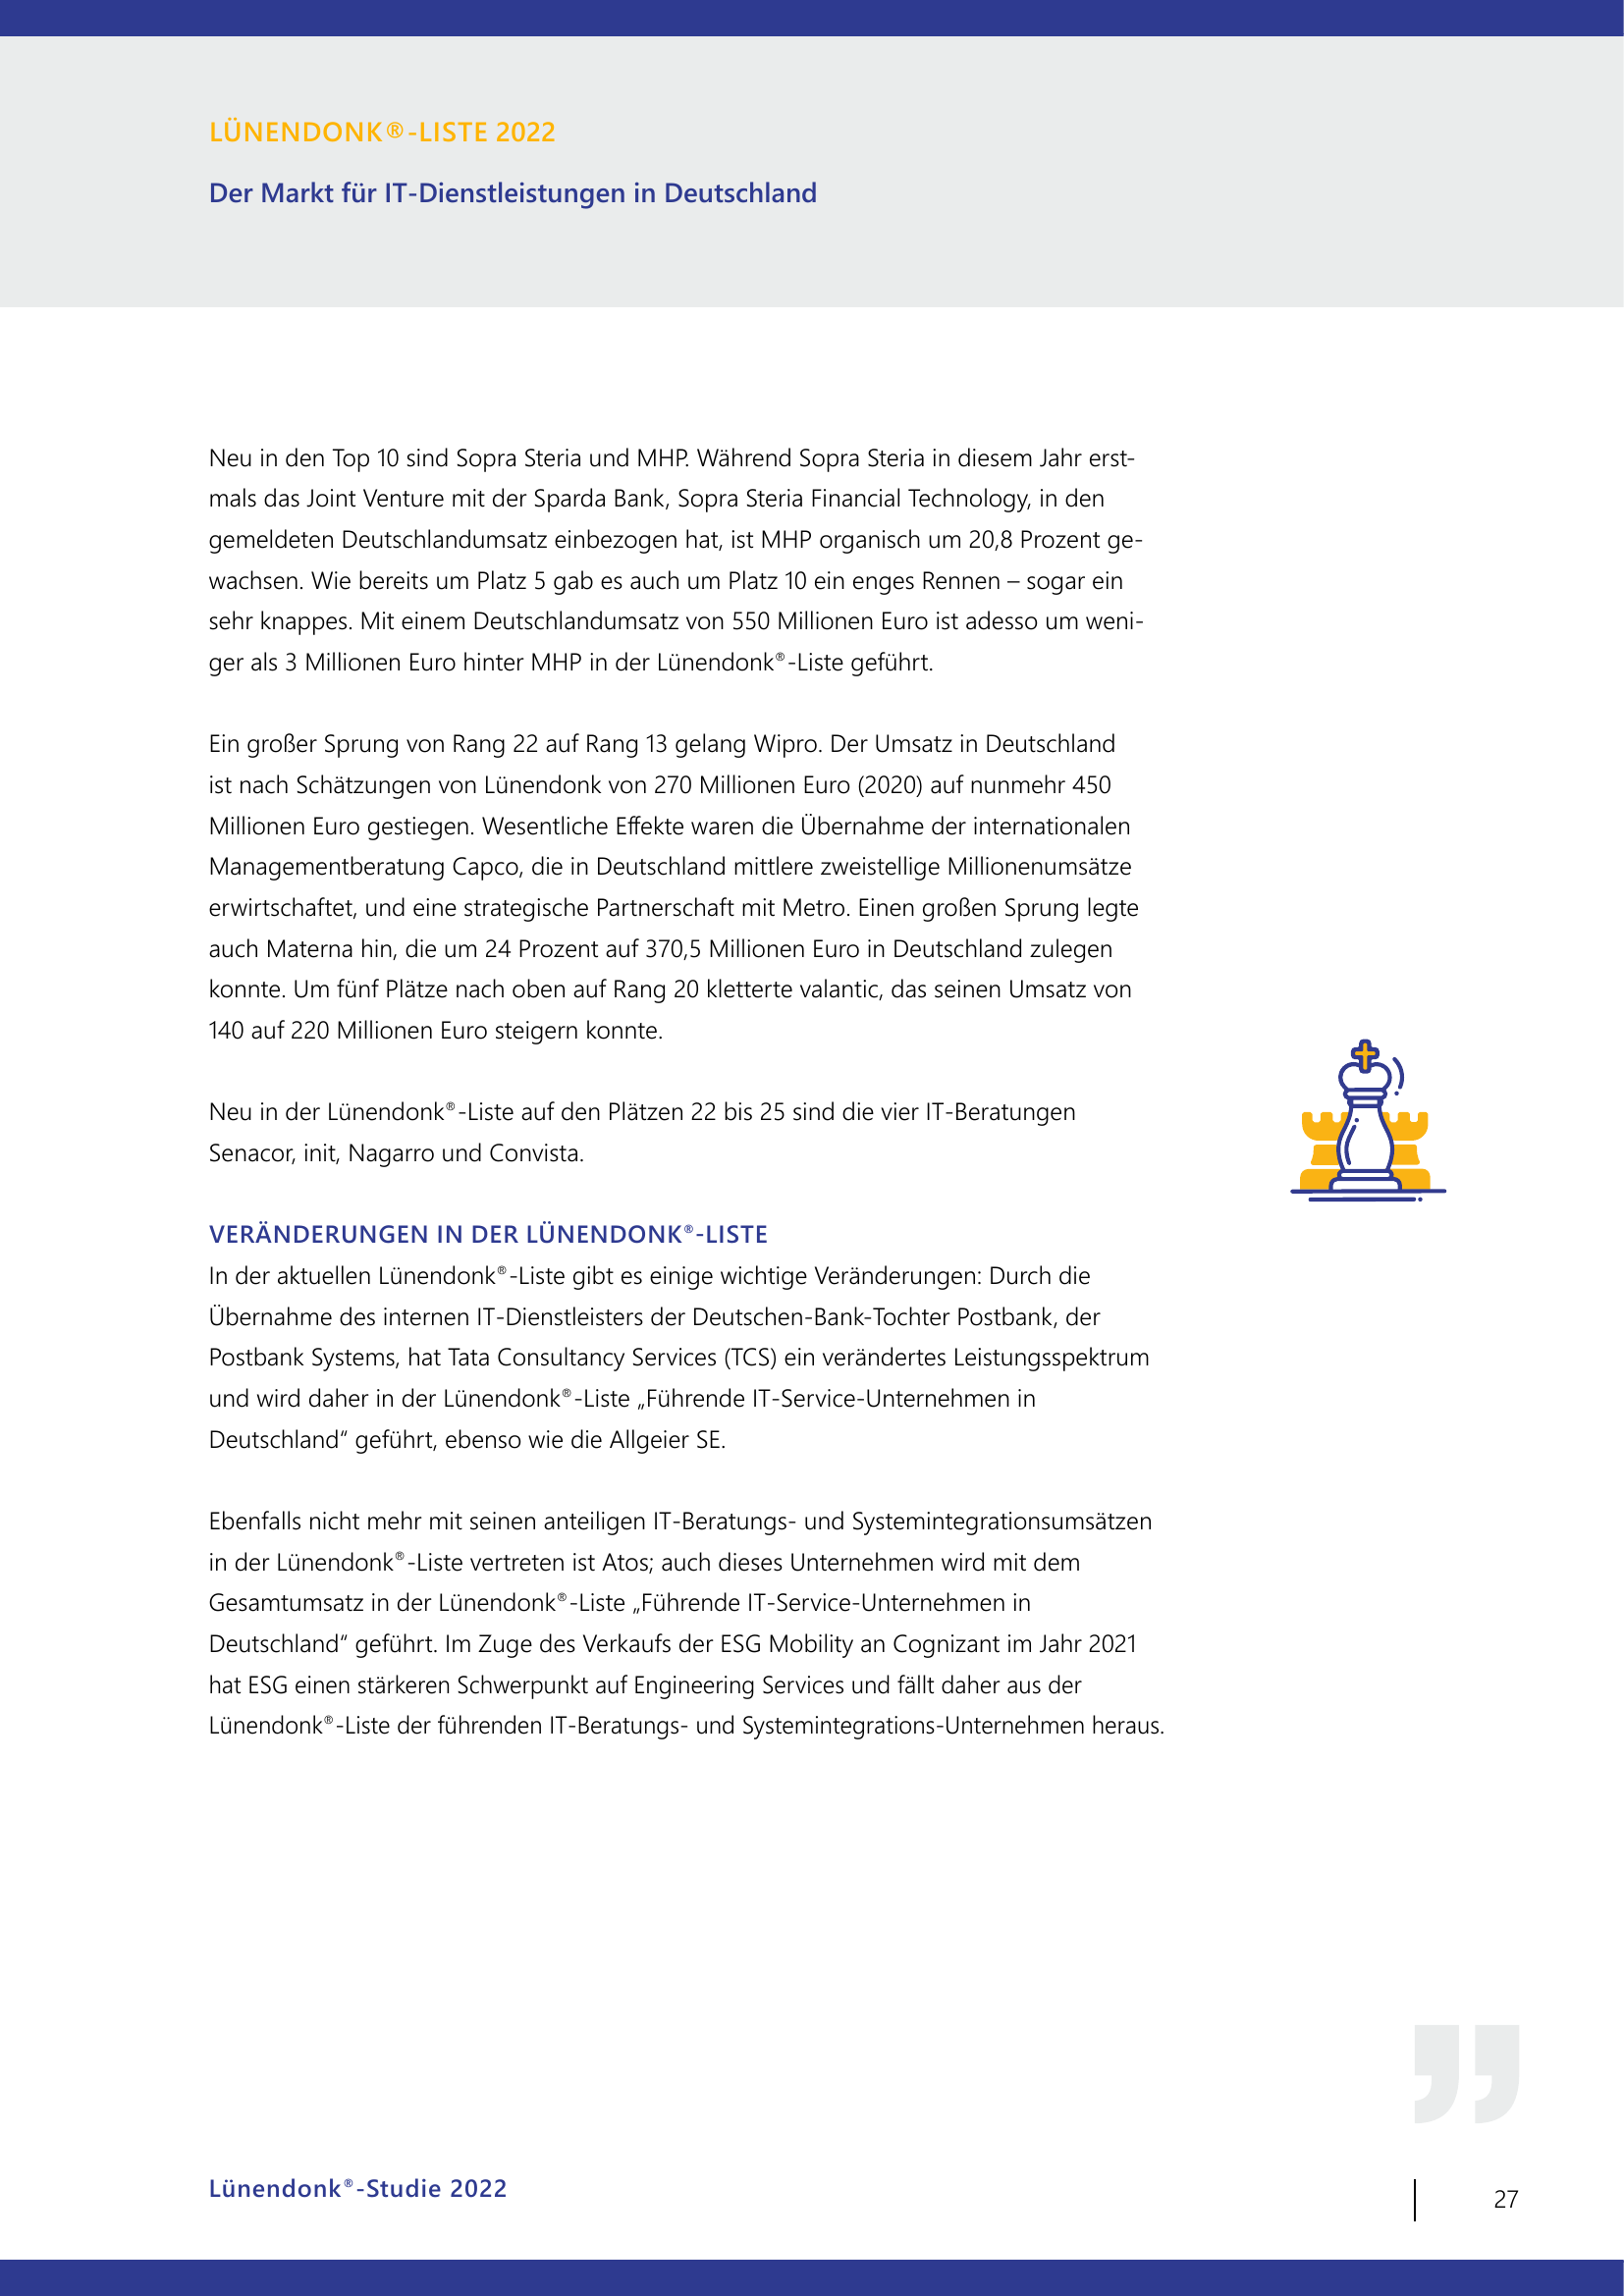 LÜNENDONK®-LISTE 2022
Der Markt für IT-Dienstleistungen in Deutschland
Neu in den Top 10 sind Sopra Steria und MHP. Während Sopra Steria in diesem Jahr erst-
mals das Joint Venture mit der Sparda Bank, Sopra Steria Financial Technology, in den
gemeldeten Deutschlandumsatz einbezogen hat, ist MHP organisch um 20,8 Prozent ge-
wachsen. Wie bereits um Platz 5 gab es auch um Platz 10 ein enges Rennen – sogar ein
sehr knappes. Mit einem Deutschlandumsatz von 550 Millionen Euro ist adesso um weni-
ger als 3 Millionen Euro hinter MHP in der Lünendonk®-Liste geführt.
Ein großer Sprung von Rang 22 auf Rang 13 gelang Wipro. Der Umsatz in Deutschland
ist nach Schätzungen von Lünendonk von 270 Millionen Euro (2020) auf nunmehr 450
Millionen Euro gestiegen. Wesentliche Effekte waren die Übernahme der internationalen
Managementberatung Capco, die in Deutschland mittlere zweistellige Millionenumsätze
erwirtschaftet, und eine strategische Partnerschaft mit Metro. Einen großen Sprung legte
auch Materna hin, die um 24 Prozent auf 370,5 Millionen Euro in Deutschland zulegen
konnte. Um fünf Plätze nach oben auf Rang 20 kletterte valantic, das seinen Umsatz von
140 auf 220 Millionen Euro steigern konnte.
Neu in der Lünendonk®-Liste auf den Plätzen 22 bis 25 sind die vier IT-Beratungen
Senacor, init, Nagarro und Convista.
VERÄNDERUNGEN IN DER LÜNENDONK®-LISTE
In der aktuellen Lünendonk®-Liste gibt es einige wichtige Veränderungen: Durch die
Übernahme des internen IT-Dienstleisters der Deutschen-Bank-Tochter Postbank, der
Postbank Systems, hat Tata Consultancy Services (TCS) ein verändertes Leistungsspektrum
und wird daher in der Lünendonk®-Liste „Führende IT-Service-Unternehmen in
Deutschland“ geführt, ebenso wie die Allgeier SE.
Ebenfalls nicht mehr mit seinen anteiligen IT-Beratungs- und Systemintegrationsumsätzen
in der Lünendonk®-Liste vertreten ist Atos; auch dieses Unternehmen wird mit dem
Gesamtumsatz in der Lünendonk®-Liste „Führende IT-Service-Unternehmen in
Deutschland“ geführt. Im Zuge des Verkaufs der ESG Mobility an Cognizant im Jahr 2021
hat ESG einen stärkeren Schwerpunkt auf Engineering Services und fällt daher aus der
Lünendonk®-Liste der führenden IT-Beratungs- und Systemintegrations-Unternehmen heraus.
Lünendonk®-Studie 2022
27